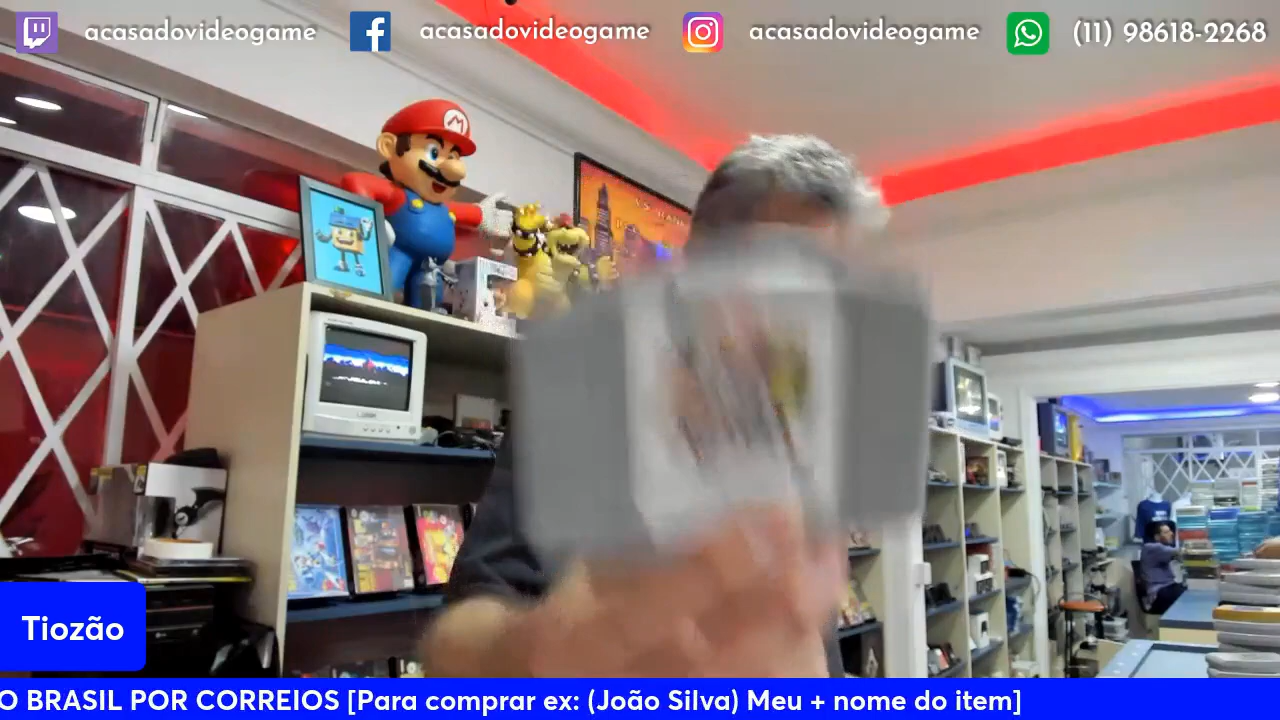 acasadovideogame
acasadovideogame
acasadovideogame
(11) 98618-2268
M
Tiozão
O BRASIL POR CORREIOS [Para comprar ex: (João Silva) Meu + nome do item]